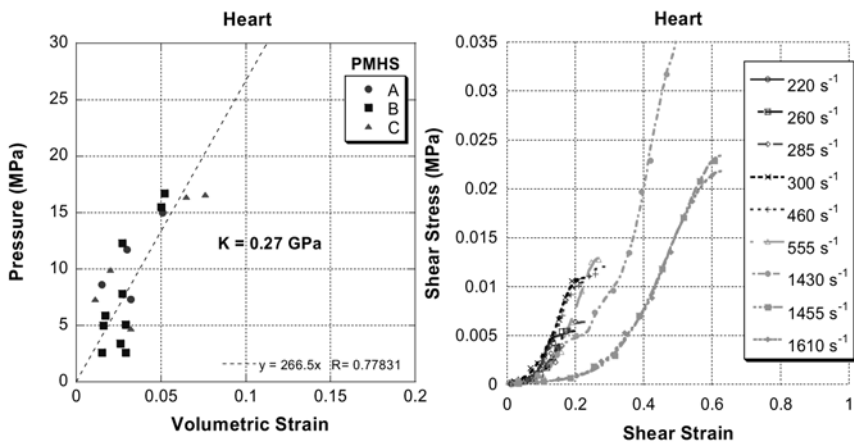 Heart
30
25
20
15
10
5
0
Pressure (MPa)
PMHS
A
B
C
K = 0.27 GPa
y = 266.5x R= 0.77831
0 0.05 0.1 0.15 0.2
Volumetric Strain
Heart
0.035
0.03
0.025
0.02
0.015
0.01
0.005
0
Shear Stress (MPa)
220 s⁻¹
260 s⁻¹
285 s⁻¹
300 s⁻¹
460 s⁻¹
555 s⁻¹
1430 s⁻¹
1455 s⁻¹
1610 s⁻¹
0 0.2 0.4 0.6 0.8 1
Shear Strain